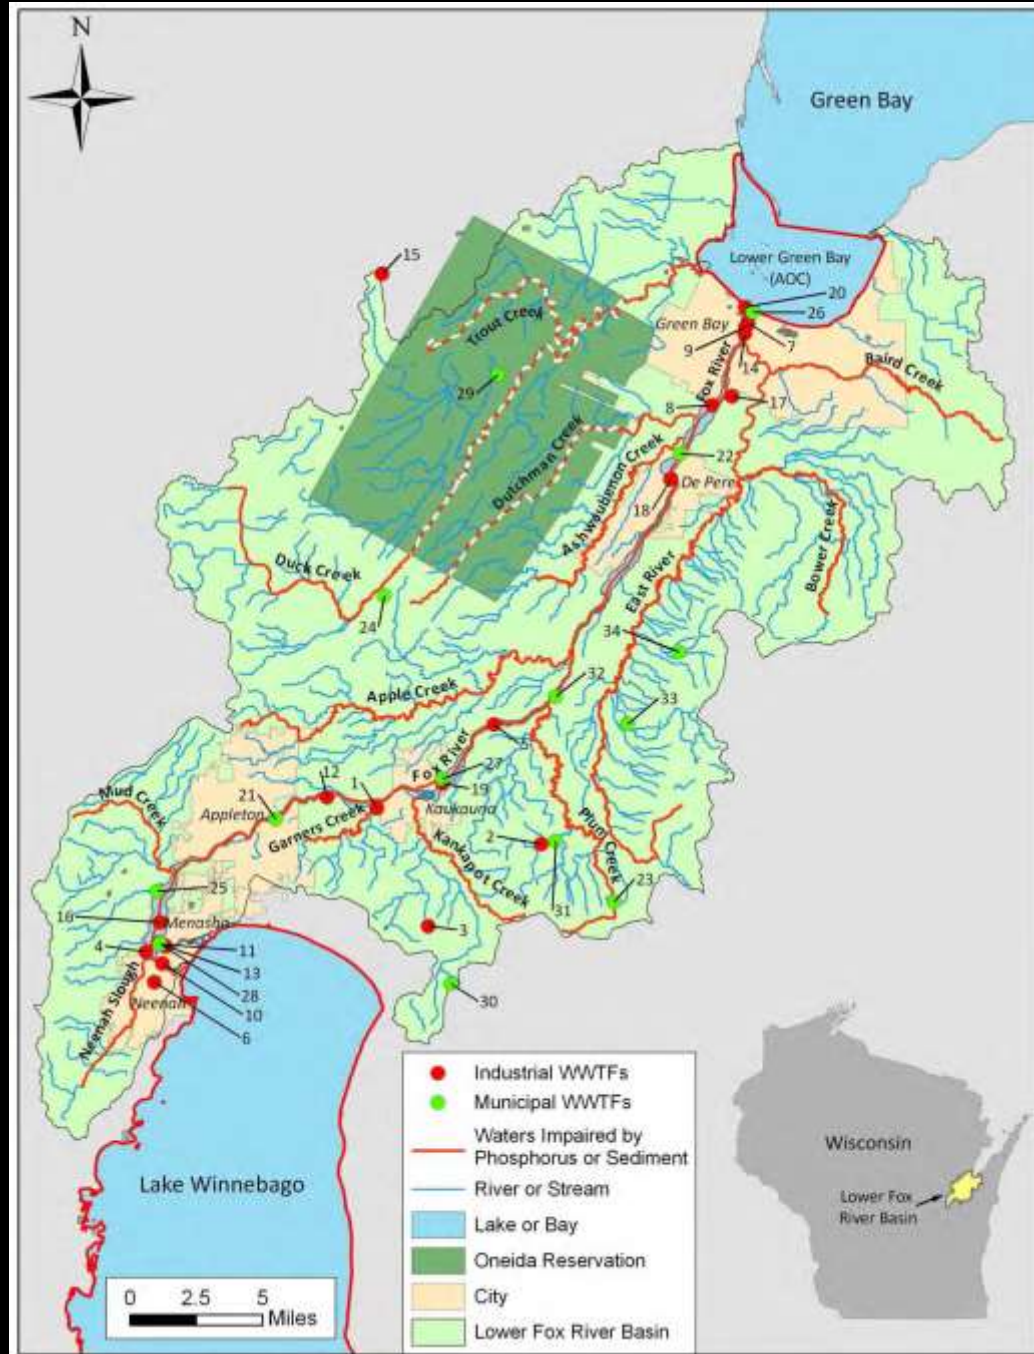 N
Green Bay
Lower Green Bay
(AOC)
15
20
26
Green Bay
9
7
14
Trout Creek
Fox River
Baird Creek
29
8
17
22
Dutchman Creek
Ashwaubenon Creek
De Pere
18
Bower Creek
Duck Creek
East River
24
34
32
33
Apple Creek
5
Fox River
27
19
12
1
Mud Creek
21
Appleton
Garners Creek
Kaukauna
Plum Creek
2
Kankapot Creek
23
31
25
16
Menasha
3
4
11
13
28
10
6
Neenah Slough
Neenah
30
Industrial WWTFs
Municipal WWTFs
Waters Impaired by
Phosphorus or Sediment
River or Stream
Lake or Bay
Oneida Reservation
City
Lower Fox River Basin
Lake Winnebago
0 2.5 5
Miles
Wisconsin
Lower Fox
River Basin